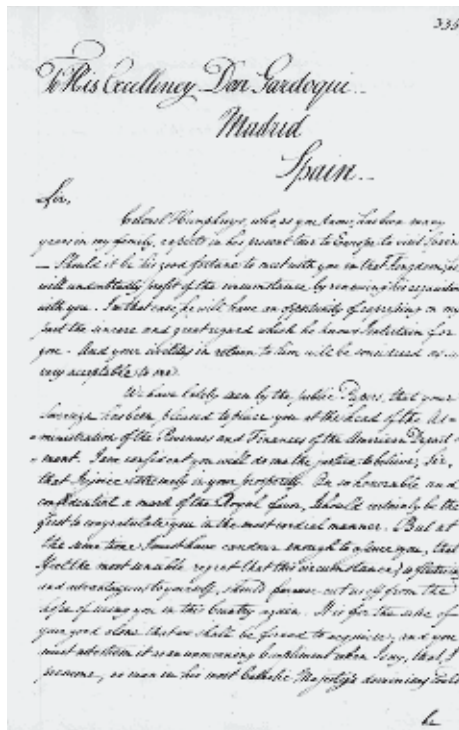 335
To His Excellency Don Gardoqui
Madrid
Spain
Sir,
Colonel Humphreys, who, as you know, has been many
years in my family, expects in his present tour to Europe to visit Spain
— Should it be his good fortune to meet with you in that Kingdom, he
will undoubtedly profit of the circumstance, by renewing his
with you. In that case, he will have an opportunity of expressing on my
part the sincere and great regard which he knows I entertain for
you. And your civilities in return to him will be considered as
very acceptable to me.
We have lately seen by the public Papers, that your
Sovereign has been pleased to place you at the head of the Ad-
ministration of the Revenues and Finances of the American Depart-
ment. I am confident you will do me the justice to believe, Sir,
that I rejoice extremely in your prosperity. On so honorable and
confidential a mark of the Royal favor, I should certainly be the
first to congratulate you in the most cordial manner. But at
the same time I must have candour enough to assure you, that
I feel the most sensible regret that this circumstance, so flattering
and advantageous to yourself, should forever cut us off from the
hope of seeing you in this Country again. It is for the sake of
your good alone that we shall be forced to acquiesce; and you
must not esteem it an unmeaning Compliment when I say, that I
presume, no man in his most Catholic Majesty's dominions could
be